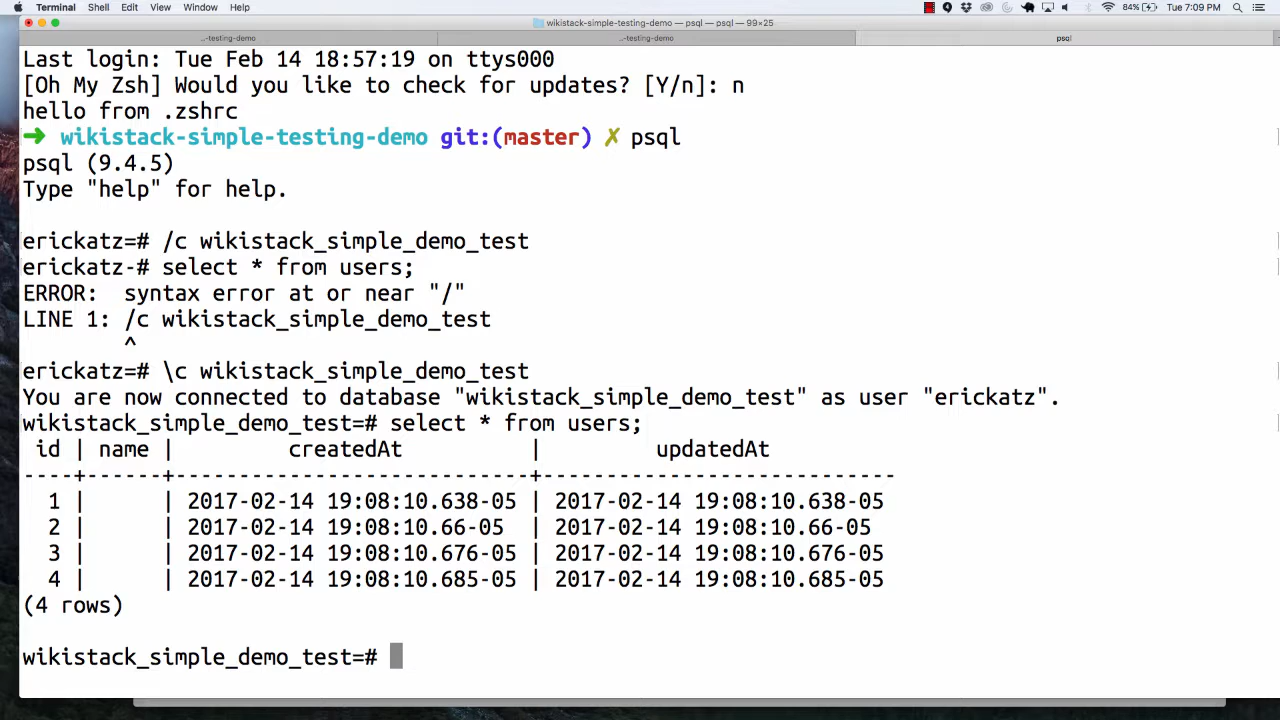 Terminal Shell Edit View Window Help 84% Tue 7:09 PM
wikistack-simple-testing-demo — psql — psql — 99×25
..-testing-demo ..-testing-demo psql
Last login: Tue Feb 14 18:57:19 on ttys000
[Oh My Zsh] Would you like to check for updates? [Y/n]: n
hello from .zshrc
➜ wikistack-simple-testing-demo git:(master) ✗ psql
psql (9.4.5)
Type "help" for help.
erickatz=# /c wikistack_simple_demo_test
erickatz-# select * from users;
ERROR:  syntax error at or near "/"
LINE 1: /c wikistack_simple_demo_test
^
erickatz=# \c wikistack_simple_demo_test
You are now connected to database "wikistack_simple_demo_test" as user "erickatz".
wikistack_simple_demo_test=# select * from users;
id | name | createdAt | updatedAt
----+------+----------------------------+----------------------------
1 | | 2017-02-14 19:08:10.638-05 | 2017-02-14 19:08:10.638-05
2 | | 2017-02-14 19:08:10.66-05 | 2017-02-14 19:08:10.66-05
3 | | 2017-02-14 19:08:10.676-05 | 2017-02-14 19:08:10.676-05
4 | | 2017-02-14 19:08:10.685-05 | 2017-02-14 19:08:10.685-05
(4 rows)
wikistack_simple_demo_test=#